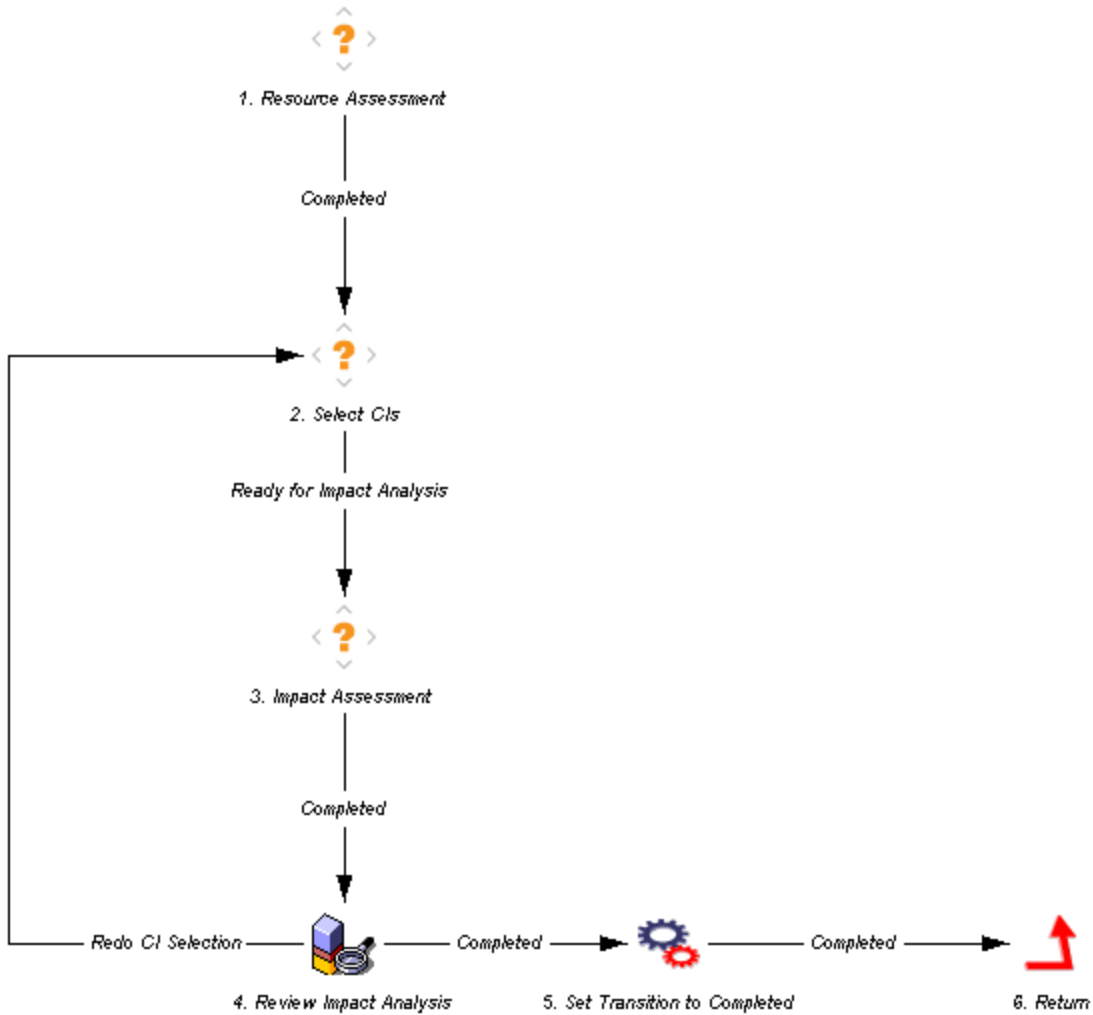 1. Resource Assessment
Completed
2. Select CIs
Ready for Impact Analysis
3. Impact Assessment
Completed
Redo CI Selection
Completed
Completed
4. Review Impact Analysis
5. Set Transition to Completed
6. Return